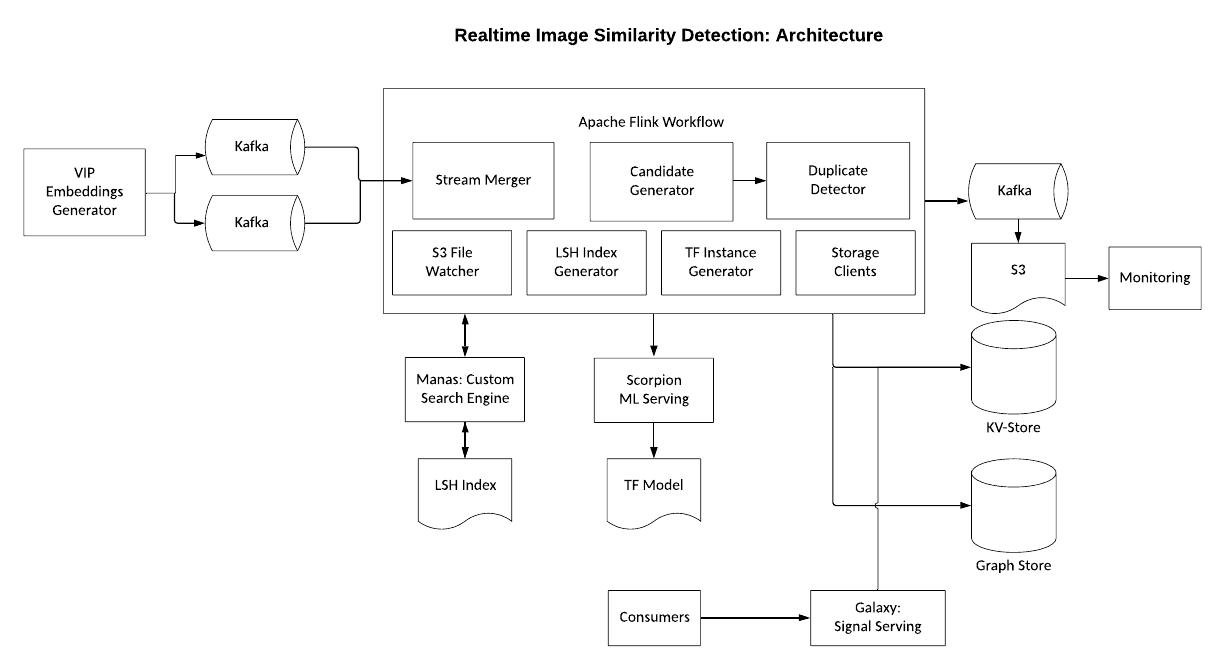 Realtime Image Similarity Detection: Architecture
Apache Flink Workflow
VIP
Embeddings
Generator
Kafka
Kafka
Stream Merger
Candidate
Generator
Duplicate
Detector
S3 File
Watcher
LSH Index
Generator
TF Instance
Generator
Storage
Clients
Kafka
S3
Monitoring
Manas: Custom
Search Engine
Scorpion
ML Serving
KV-Store
LSH Index
TF Model
Graph Store
Consumers
Galaxy:
Signal Serving